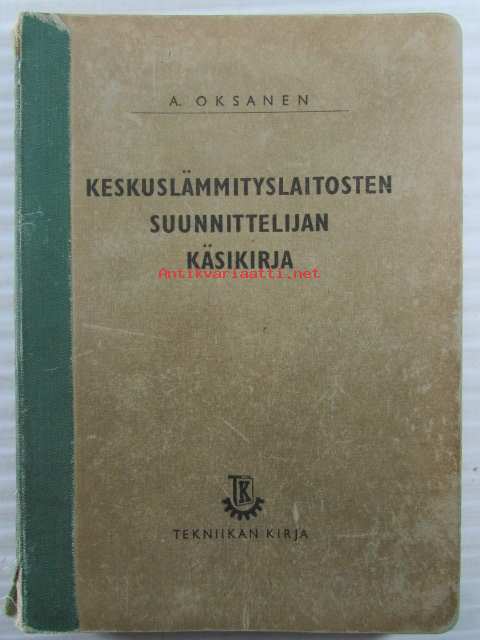 A. OKSANEN
KESKUSLÄMMITYSLAITOSTEN
SUUNNITTELIJAN
KÄSIKIRJA
Antikvariaatti.net
TK
TEKNIIKAN KIRJA